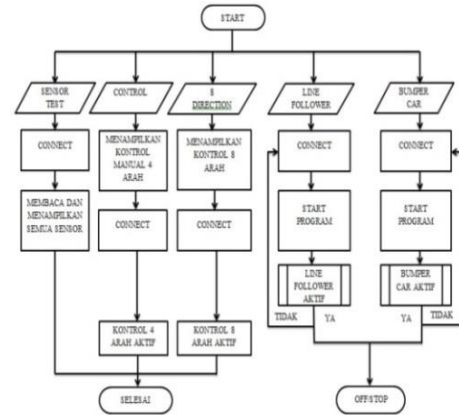 START
SENSOR
TEST
CONTROL
8
DIRECTION
LINE
FOLLOWER
BUMPER
CAR
CONNECT
MENAMPILKAN
KONTROL
MANUAL 4
ARAH
MENAMPILKAN
KONTROL 8
ARAH
CONNECT
CONNECT
MEMBACA DAN
MENAMPILKAN
SEMUA SENSOR
CONNECT
CONNECT
START
PROGRAM
START
PROGRAM
LINE
FOLLOWER
AKTIF
BUMPER
CAR AKTIF
TIDAK
YA
YA
TIDAK
KONTROL 4
ARAH AKTIF
KONTROL 8
ARAH AKTIF
SELESAI
OFF/STOP